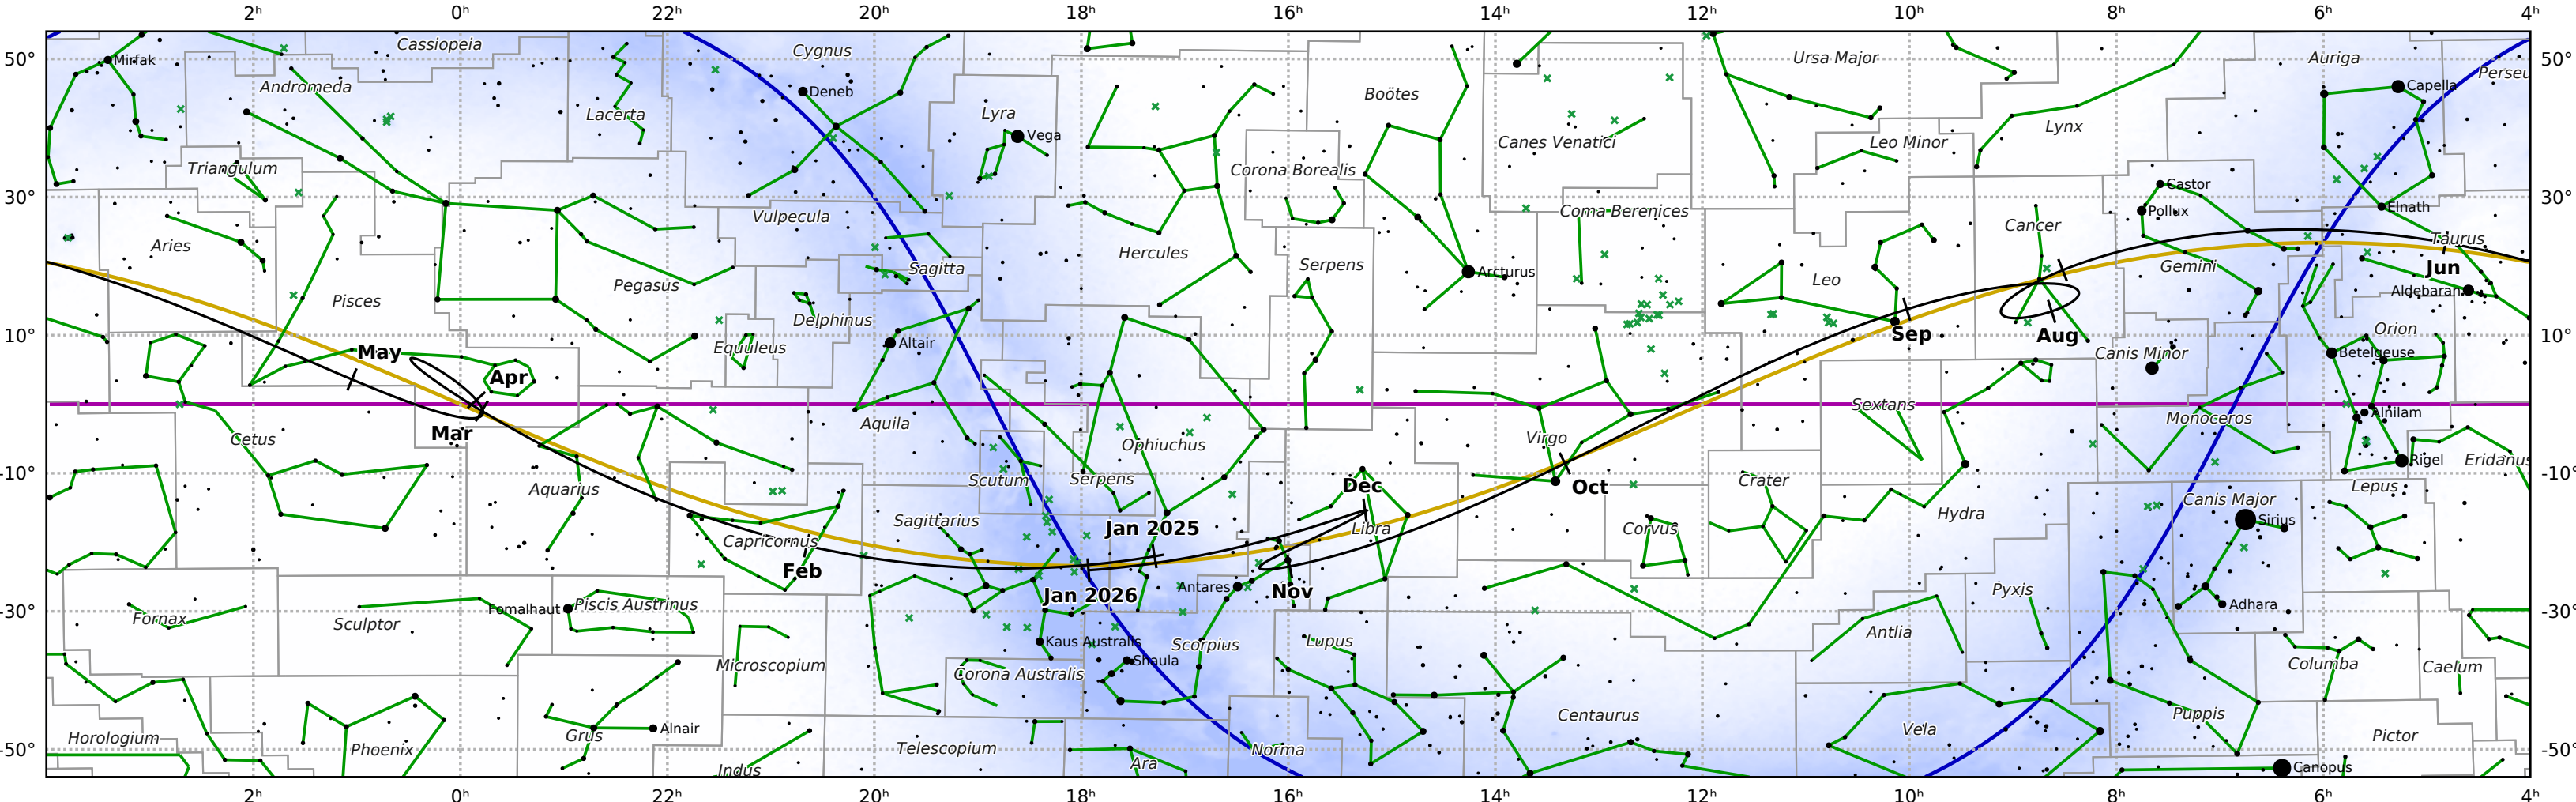 2ʰ 0ʰ 22ʰ 20ʰ 18ʰ 16ʰ 14ʰ 12ʰ 10ʰ 8ʰ 6ʰ 4ʰ
Cassiopeia Cygnus Ursa Major Auriga
50° Mirfak 50°
Perseu
Andromeda Deneb Boötes Capella
Lacerta Lyra Vega Canes Venatici Leo Minor Lynx
Triangulum Corona Borealis Castor
30° 30°
Vulpecula Coma Berenices Pollux Elnath
Aries Hercules Cancer Taurus
Sagitta Serpens Arcturus Leo Gemini Jun
Pegasus Aldebaran
Pisces Delphinus Orion
10° Equuleus Altair Sep Aug 10°
May Canis Minor Betelgeuse
Apr
Sextans Alnilam
Mar Cetus Aquila Ophiuchus Virgo Monoceros
-10° Scutum Serpens Rigel Eridanus -10°
Aquarius Dec Oct Crater Lepus
Sagittarius Jan 2025 Libra Corvus Hydra Canis Major Sirius
Capricornus
Feb Antares Nov
Jan 2026 Pyxis
-30° Fornax Sculptor Fomalhaut Piscis Austrinus Adhara -30°
Kaus Australis Scorpius Lupus Antlia
Microscopium Corona Australis Shaula Columba Caelum
Horologium Phoenix Grus Alnair Centaurus Vela Puppis Pictor
-50° Telescopium Norma -50°
Indus Ara Canopus
2ʰ 0ʰ 22ʰ 20ʰ 18ʰ 16ʰ 14ʰ 12ʰ 10ʰ 8ʰ 6ʰ 4ʰ